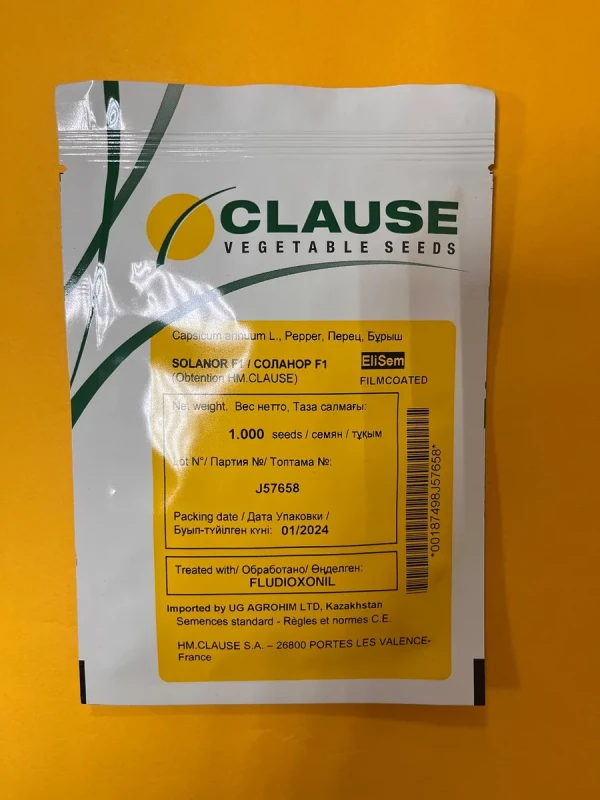 CLAUSE
VEGETABLE SEEDS
Capsicum annuum L., Pepper, Перец, Бұрыш
SOLANOR F1 / СОЛАНОР F1
(Obtention HM.CLAUSE)
EliSem
FILMCOATED
Net weight. Вес нетто, Таза салмағы:
1.000 seeds / семян / тұқым
Lot N°/ Партия №/ Топтама №:
J57658
Packing date / Дата Упаковки /
Буып-түйілген күні: 01/2024
*00187498J57658*
Treated with/ Обработано/ Өңделген:
FLUDIOXONIL
Imported by UG AGROHIM LTD, Kazakhstan
Semences standard - Règles et normes C.E.
HM.CLAUSE S.A. – 26800 PORTES LES VALENCE-
France